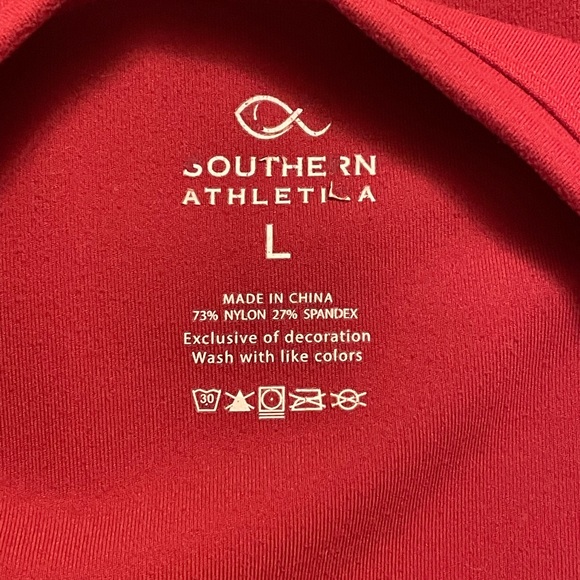 SOUTHERN
ATHLETICA
L
MADE IN CHINA
73% NYLON 27% SPANDEX
Exclusive of decoration
Wash with like colors
30